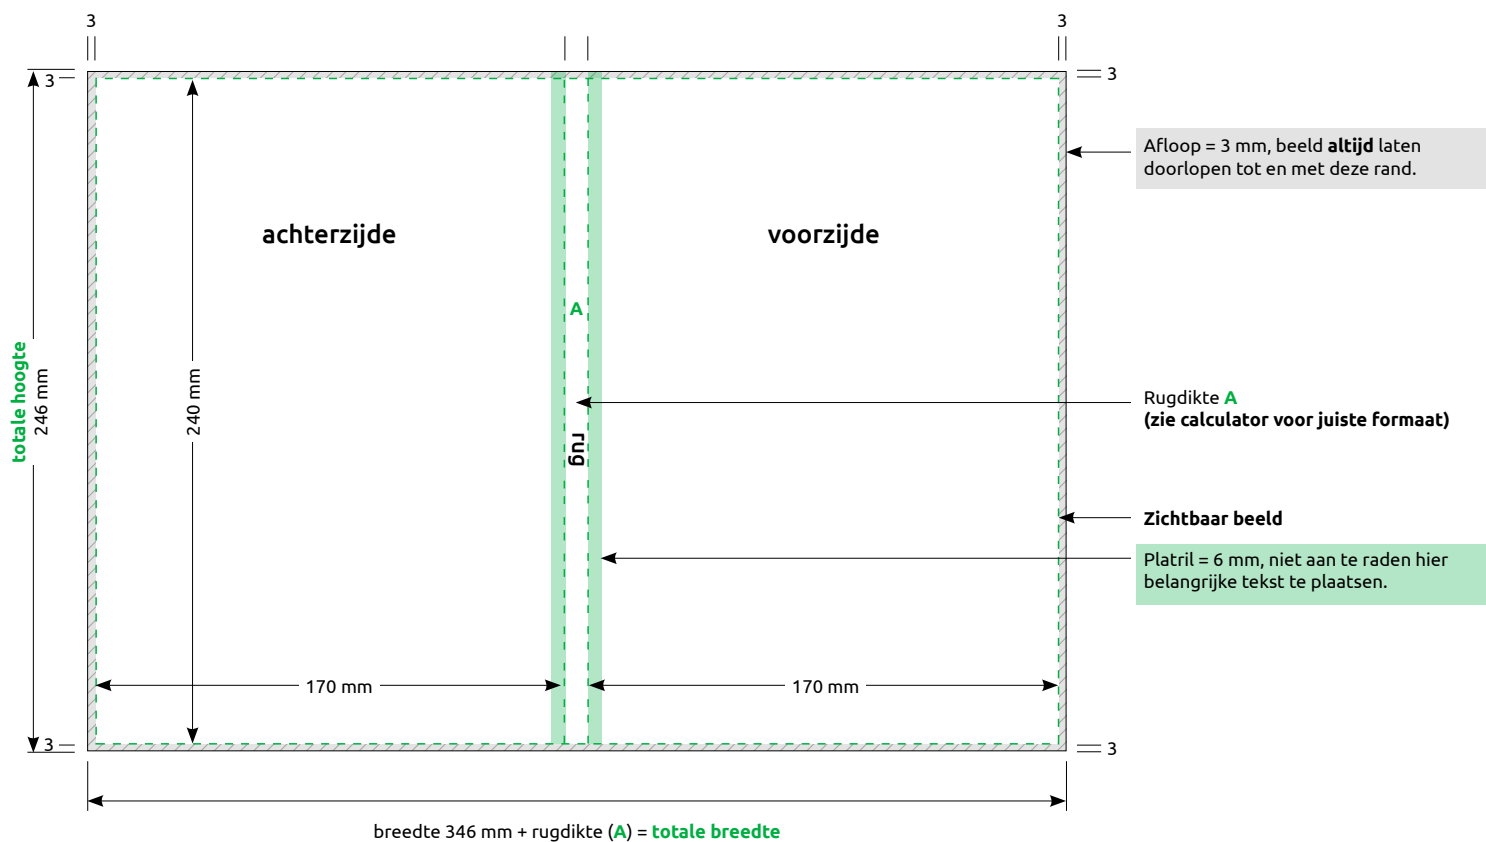 3
3
3
3
achterzijde
voorzijde
Afloop = 3 mm, beeld altijd laten
doorlopen tot en met deze rand.
A
totale hoogte
246 mm
240 mm
rug
Rugdikte A
(zie calculator voor juiste formaat)
Zichtbaar beeld
Platril = 6 mm, niet aan te raden hier
belangrijke tekst te plaatsen.
170 mm
170 mm
3
3
breedte 346 mm + rugdikte (A) = totale breedte